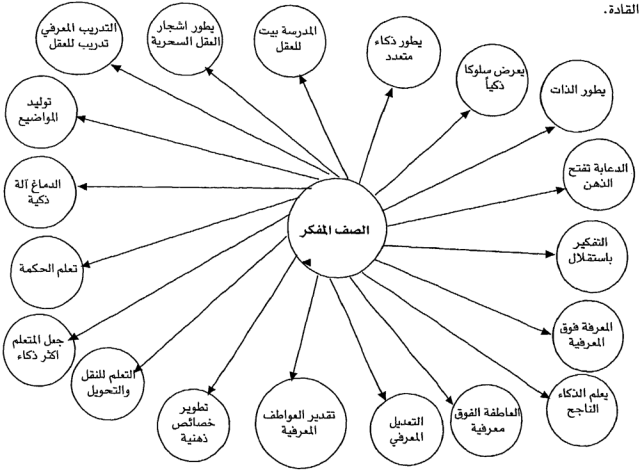 القادة.
التدريب المعرفي
تدريب للعقل
يطور اشجار
العقل السحرية
المدرسة بيت
للعقل
يطور ذكاء
متعدد
يعرض سلوكا
ذكياً
يطور الذات
توليد
المواضيع
الدعابة تفتح
الذهن
الدماغ آلة
ذكية
الصف المفكر
التفكير
باستقلال
تعلم الحكمة
المعرفة فوق
المعرفية
جعل المتعلم
اكثر ذكاء
التعلم للنقل
والتحويل
يعلم الذكاء
الناجح
تطوير
خصائص
ذهنية
تقدير العواطف
المعرفية
التعديل
المعرفي
العاطفة الفوق
معرفية